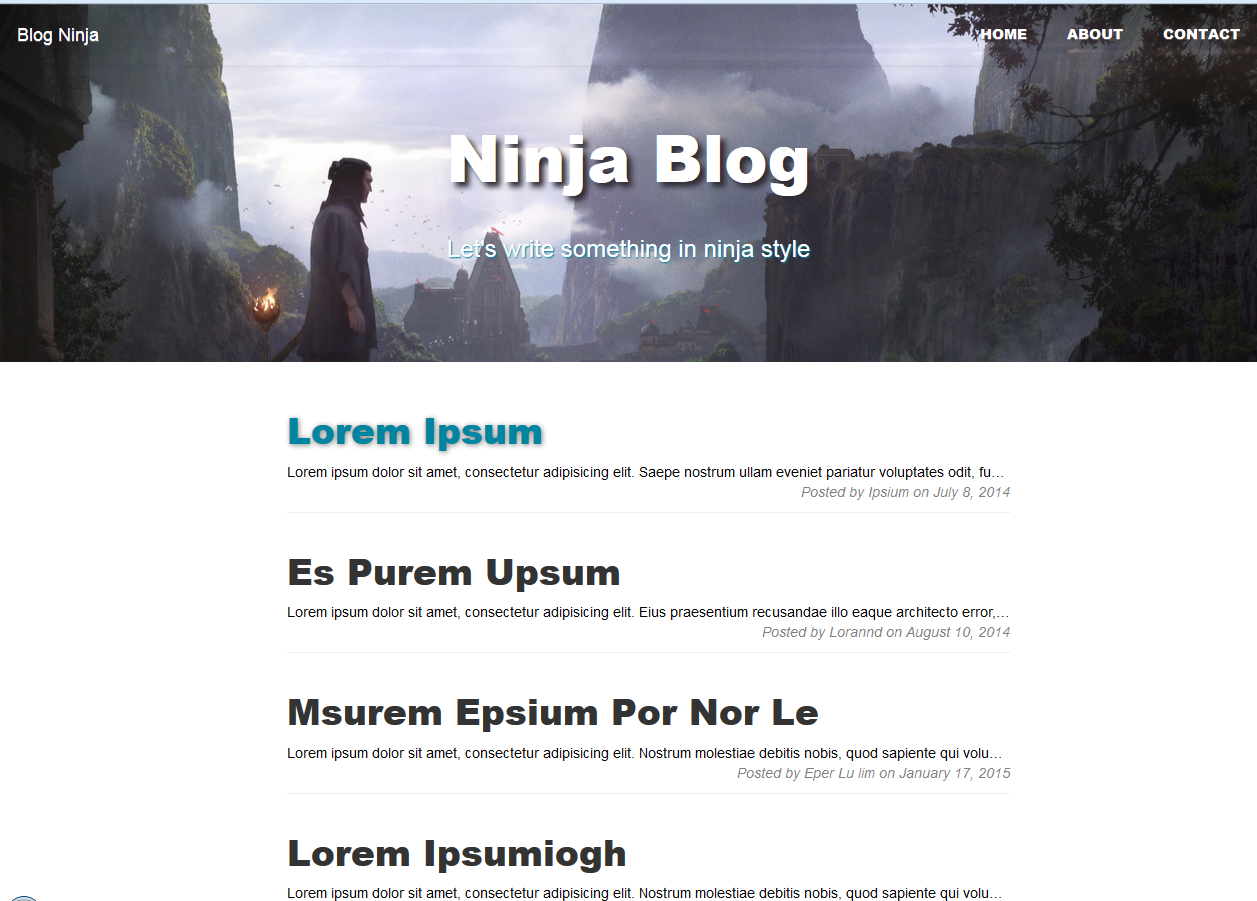 Blog Ninja
HOME ABOUT CONTACT
Ninja Blog
Let's write something in ninja style
Lorem Ipsum
Lorem ipsum dolor sit amet, consectetur adipisicing elit. Saepe nostrum ullam eveniet pariatur voluptates odit, fu...
Posted by Ipsium on July 8, 2014
Es Purem Upsum
Lorem ipsum dolor sit amet, consectetur adipisicing elit. Eius praesentium recusandae illo eaque architecto error,...
Posted by Lorannd on August 10, 2014
Msurem Epsium Por Nor Le
Lorem ipsum dolor sit amet, consectetur adipisicing elit. Nostrum molestiae debitis nobis, quod sapiente qui volu...
Posted by Eper Lu lim on January 17, 2015
Lorem Ipsumiogh
Lorem ipsum dolor sit amet, consectetur adipisicing elit. Nostrum molestiae debitis nobis, quod sapiente qui volu...